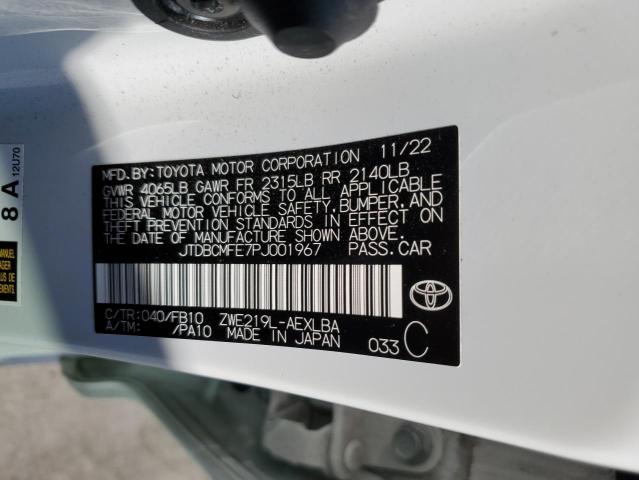 MFD. BY: TOYOTA MOTOR CORPORATION 11/22
GVWR 4065LB GAWR FR 2315LB RR 2140LB
THIS VEHICLE CONFORMS TO ALL APPLICABLE
FEDERAL MOTOR VEHICLE SAFETY, BUMPER, AND
THEFT PREVENTION STANDARDS IN EFFECT ON
THE DATE OF MANUFACTURE SHOWN ABOVE.
JTDBCMFE7PJ001967 PASS. CAR
C/TR: 040/FB10 ZWE219L-AEXLBA
A/TM: /PA10 MADE IN JAPAN 033 C
8A
12U70